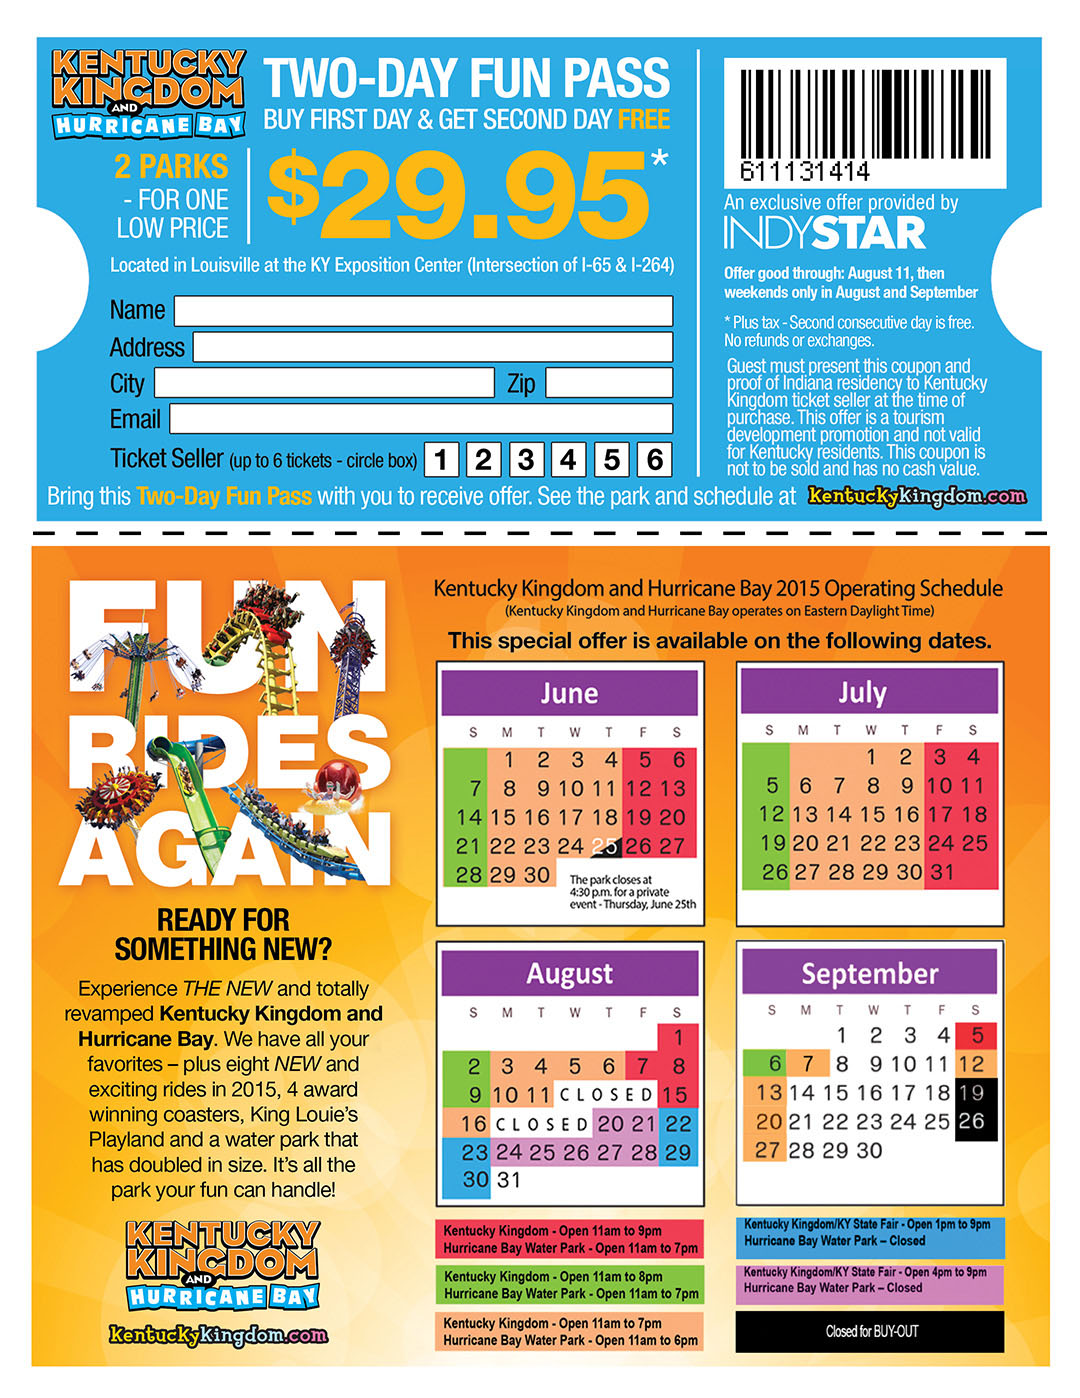 KENTUCKY
KINGDOM
AND
HURRICANE BAY
TWO-DAY FUN PASS
BUY FIRST DAY & GET SECOND DAY FREE
2 PARKS
- FOR ONE
LOW PRICE
$29.95*
Located in Louisville at the KY Exposition Center (Intersection of I-65 & I-264)
Name
Address
City Zip
Email
Ticket Seller (up to 6 tickets - circle box) 1 2 3 4 5 6
611131414
An exclusive offer provided by
INDYSTAR
Offer good through: August 11, then
weekends only in August and September
* Plus tax - Second consecutive day is free.
No refunds or exchanges.
Guest must present this coupon and
proof of Indiana residency to Kentucky
Kingdom ticket seller at the time of
purchase. This offer is a tourism
development promotion and not valid
for Kentucky residents. This coupon is
not to be sold and has no cash value.
Bring this Two-Day Fun Pass with you to receive offer. See the park and schedule at KentuckyKingdom.com
FUN
RIDES
AGAIN
READY FOR
SOMETHING NEW?
Experience THE NEW and totally
revamped Kentucky Kingdom and
Hurricane Bay. We have all your
favorites – plus eight NEW and
exciting rides in 2015, 4 award
winning coasters, King Louie's
Playland and a water park that
has doubled in size. It's all the
park your fun can handle!
KENTUCKY
KINGDOM
AND
HURRICANE BAY
KentuckyKingdom.com
Kentucky Kingdom and Hurricane Bay 2015 Operating Schedule
(Kentucky Kingdom and Hurricane Bay operates on Eastern Daylight Time)
This special offer is available on the following dates.
June
S M T W T F S
1 2 3 4 5 6
7 8 9 10 11 12 13
14 15 16 17 18 19 20
21 22 23 24 25 26 27
28 29 30
The park closes at
4:30 p.m. for a private
event - Thursday, June 25th
July
S M T W T F S
1 2 3 4
5 6 7 8 9 10 11
12 13 14 15 16 17 18
19 20 21 22 23 24 25
26 27 28 29 30 31
August
S M T W T F S
1
2 3 4 5 6 7 8
9 10 11 CLOSED 15
16 CLOSED 20 21 22
23 24 25 26 27 28 29
30 31
September
S M T W T F S
1 2 3 4 5
6 7 8 9 10 11 12
13 14 15 16 17 18 19
20 21 22 23 24 25 26
27 28 29 30
Kentucky Kingdom - Open 11am to 9pm
Hurricane Bay Water Park - Open 11am to 7pm
Kentucky Kingdom - Open 11am to 8pm
Hurricane Bay Water Park - Open 11am to 7pm
Kentucky Kingdom - Open 11am to 7pm
Hurricane Bay Water Park - Open 11am to 6pm
Kentucky Kingdom/KY State Fair - Open 1pm to 9pm
Hurricane Bay Water Park – Closed
Kentucky Kingdom/KY State Fair - Open 4pm to 9pm
Hurricane Bay Water Park – Closed
Closed for BUY-OUT